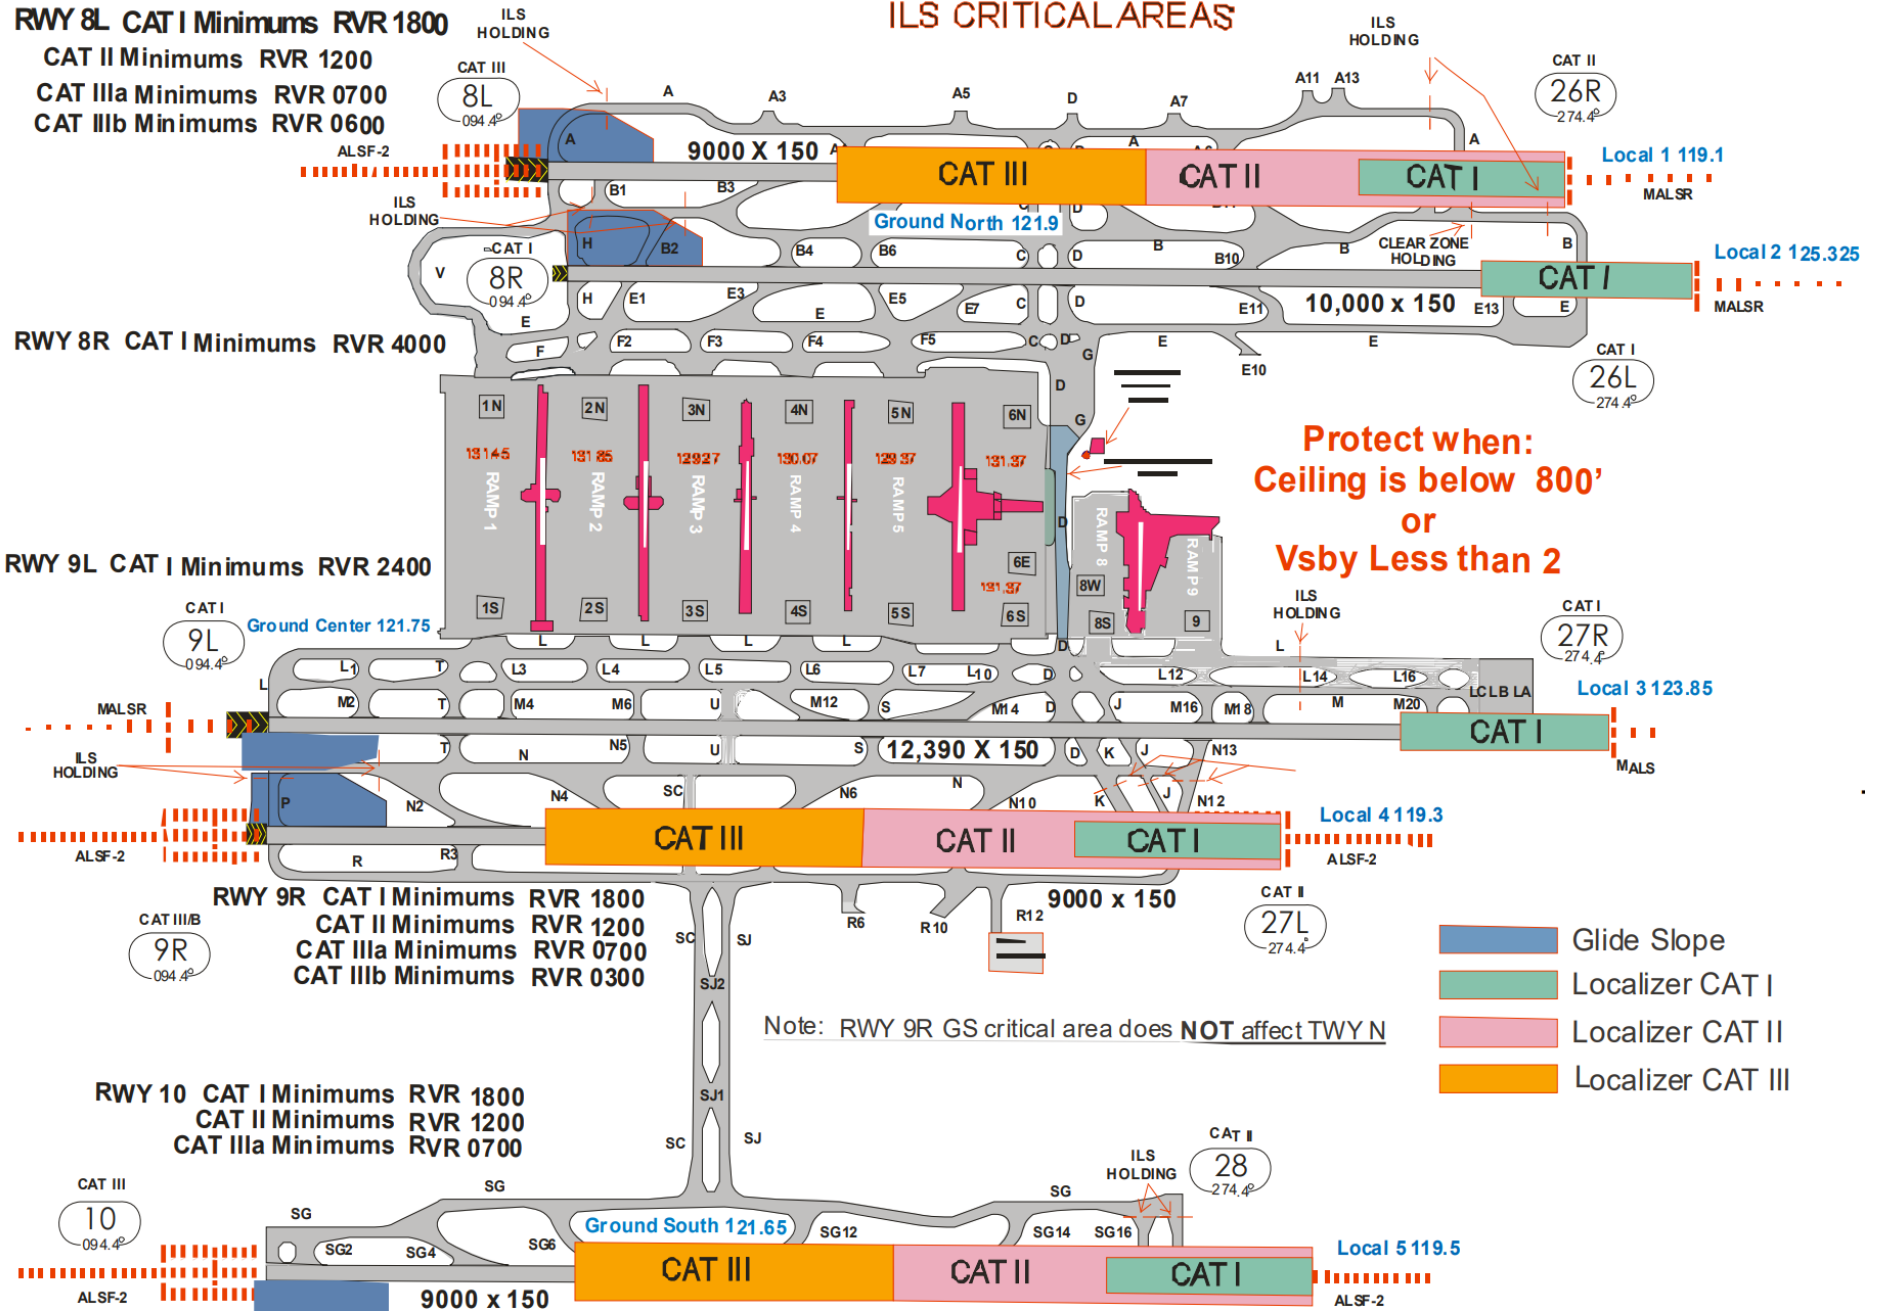 ILS CRITICAL AREAS
RWY 8L CAT I Minimums RVR 1800
CAT II Minimums RVR 1200
CAT IIIa Minimums RVR 0700
CAT IIIb Minimums RVR 0600
ILS
HOLDING
ILS
HOLDING
CAT III
8L
094.4°
CAT II
26R
274.4°
A
A3
A5
D
A7
A11
A13
ALSF-2
A
9000 X 150
A
A
CAT III
CAT II
CAT I
Local 1 119.1
MALSR
B1
B3
ILS
HOLDING
Ground North 121.9
D
CAT I
8R
094.4°
V
H
B2
B4
B6
C
D
B
B10
B
CLEAR ZONE
HOLDING
B
Local 2 125.325
CAT I
MALSR
H
E1
E3
E
E5
E7
C
D
E11
10,000 x 150
E13
E
E
RWY 8R CAT I Minimums RVR 4000
F
F2
F3
F4
F5
C
D
G
E
E10
E
CAT I
26L
274.4°
D
G
1N
2N
3N
4N
5N
6N
131.45
131.85
129.27
130.07
129.37
131.37
RAMP 1
RAMP 2
RAMP 3
RAMP 4
RAMP 5
D
RAMP 8
RAMP 9
Protect when:
Ceiling is below 800'
or
Vsby Less than 2
RWY 9L CAT I Minimums RVR 2400
6E
131.37
8W
1S
2S
3S
4S
5S
6S
8S
9
CAT I
9L
094.4°
Ground Center 121.75
ILS
HOLDING
CAT I
27R
274.4°
L
L
L
L
D
L
L1
T
L3
L4
L5
L6
L7
L10
D
L12
L14
L16
L
M2
T
M4
M6
U
M12
S
M14
D
J
M16
M18
M
M20
LC LB LA
Local 3 123.85
MALSR
CAT I
MALS
T
N
N5
U
S
12,390 X 150
D
K
J
N13
ILS
HOLDING
P
N2
N4
SC
N6
N
N10
K
J
N12
Local 4 119.3
ALSF-2
CAT III
CAT II
CAT I
ALSF-2
R
R3
RWY 9R CAT I Minimums RVR 1800
CAT II Minimums RVR 1200
CAT IIIa Minimums RVR 0700
CAT IIIb Minimums RVR 0300
CAT III/B
9R
094.4°
9000 x 150
R6
R10
R12
CAT II
27L
274.4°
SC
SJ
SJ2
Glide Slope
Localizer CAT I
Localizer CAT II
Localizer CAT III
Note: RWY 9R GS critical area does NOT affect TWY N
SJ1
RWY 10 CAT I Minimums RVR 1800
CAT II Minimums RVR 1200
CAT IIIa Minimums RVR 0700
SC
SJ
ILS
HOLDING
CAT II
28
274.4°
CAT III
10
094.4°
SG
SG
SG
SG2
SG4
SG6
Ground South 121.65
SG12
SG14
SG16
Local 5 119.5
CAT III
CAT II
CAT I
ALSF-2
9000 x 150
ALSF-2